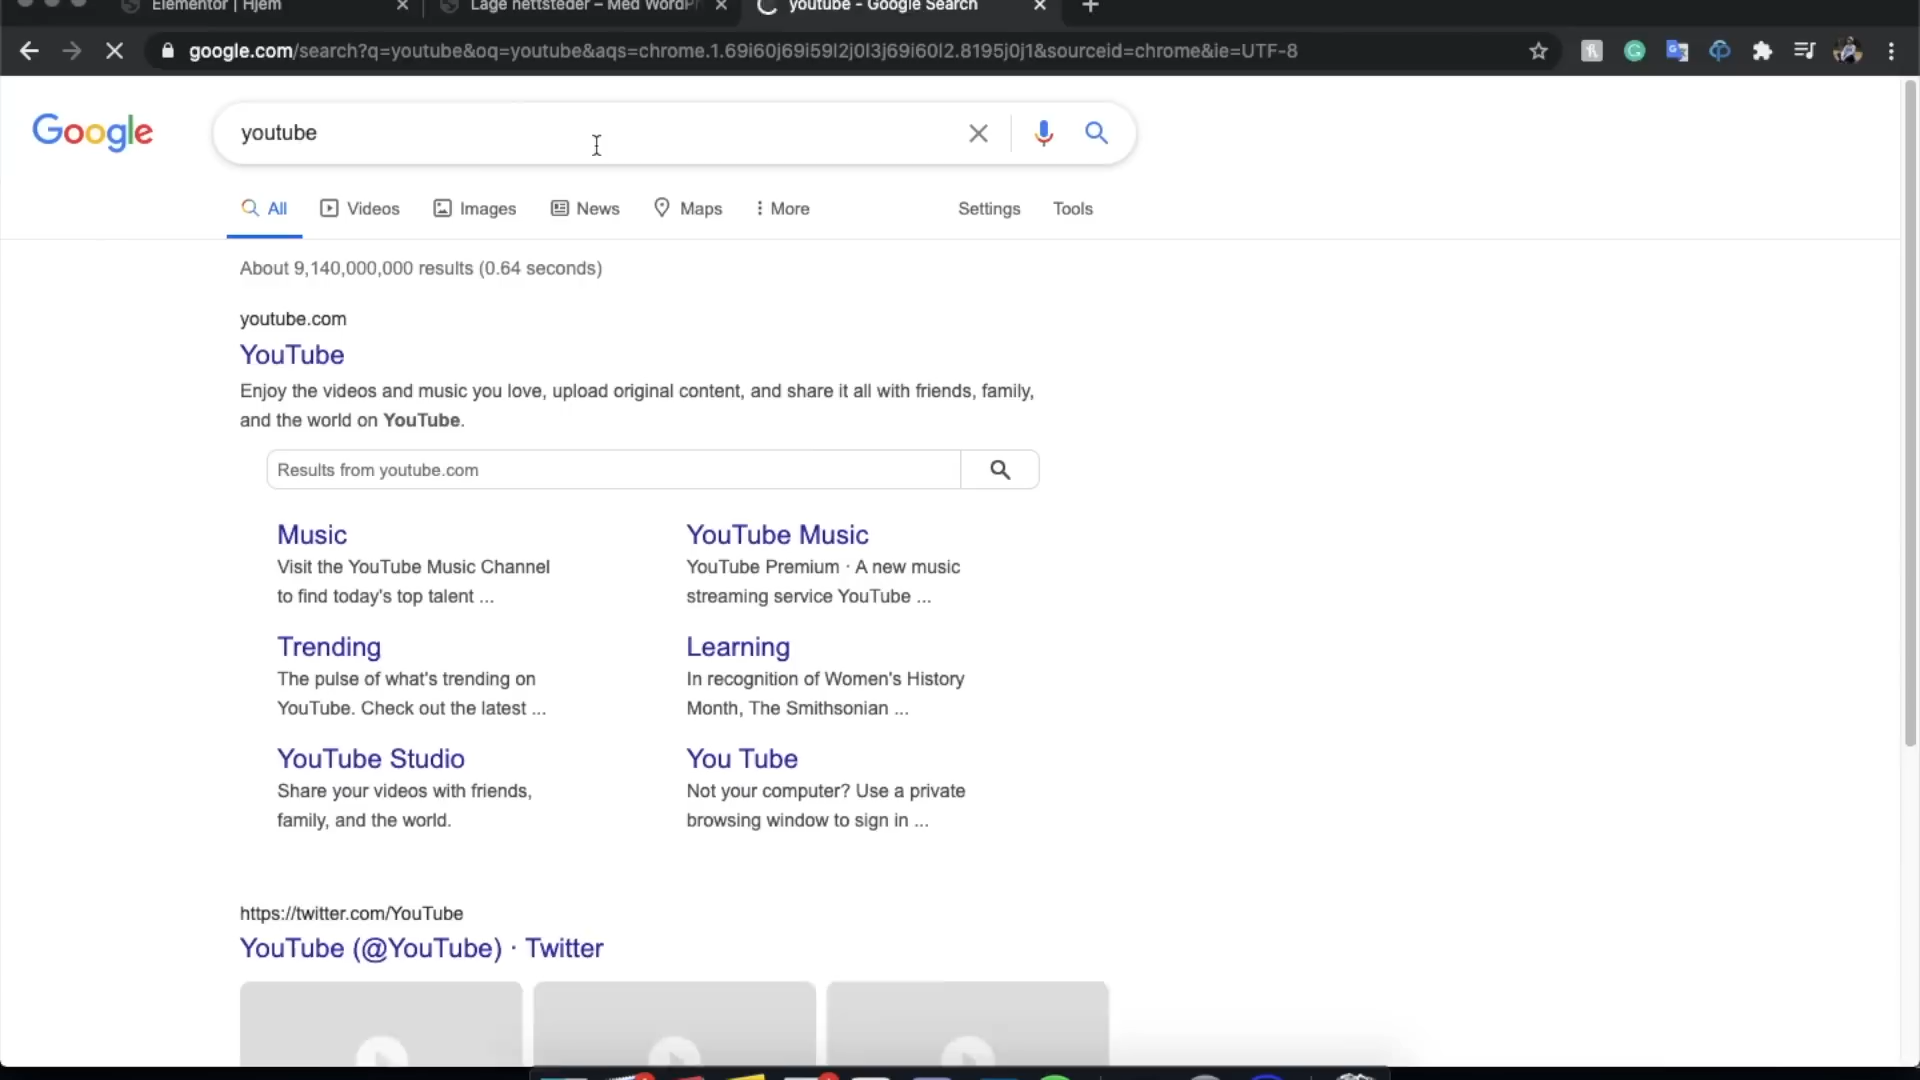 Elementor | Hjem
Lage nettsteder – Med WordPr
youtube - Google Search
google.com/search?q=youtube&oq=youtube&aqs=chrome.1.69i60j69i59l2j0l3j69i60l2.8195j0j1&sourceid=chrome&ie=UTF-8
Google
youtube
All
Videos
Images
News
Maps
More
Settings
Tools
About 9,140,000,000 results (0.64 seconds)
youtube.com
YouTube
Enjoy the videos and music you love, upload original content, and share it all with friends, family,
and the world on YouTube.
Results from youtube.com
Music
Visit the YouTube Music Channel
to find today's top talent ...
YouTube Music
YouTube Premium · A new music
streaming service YouTube ...
Trending
The pulse of what's trending on
YouTube. Check out the latest ...
Learning
In recognition of Women's History
Month, The Smithsonian ...
YouTube Studio
Share your videos with friends,
family, and the world.
You Tube
Not your computer? Use a private
browsing window to sign in ...
https://twitter.com/YouTube
YouTube (@YouTube) · Twitter